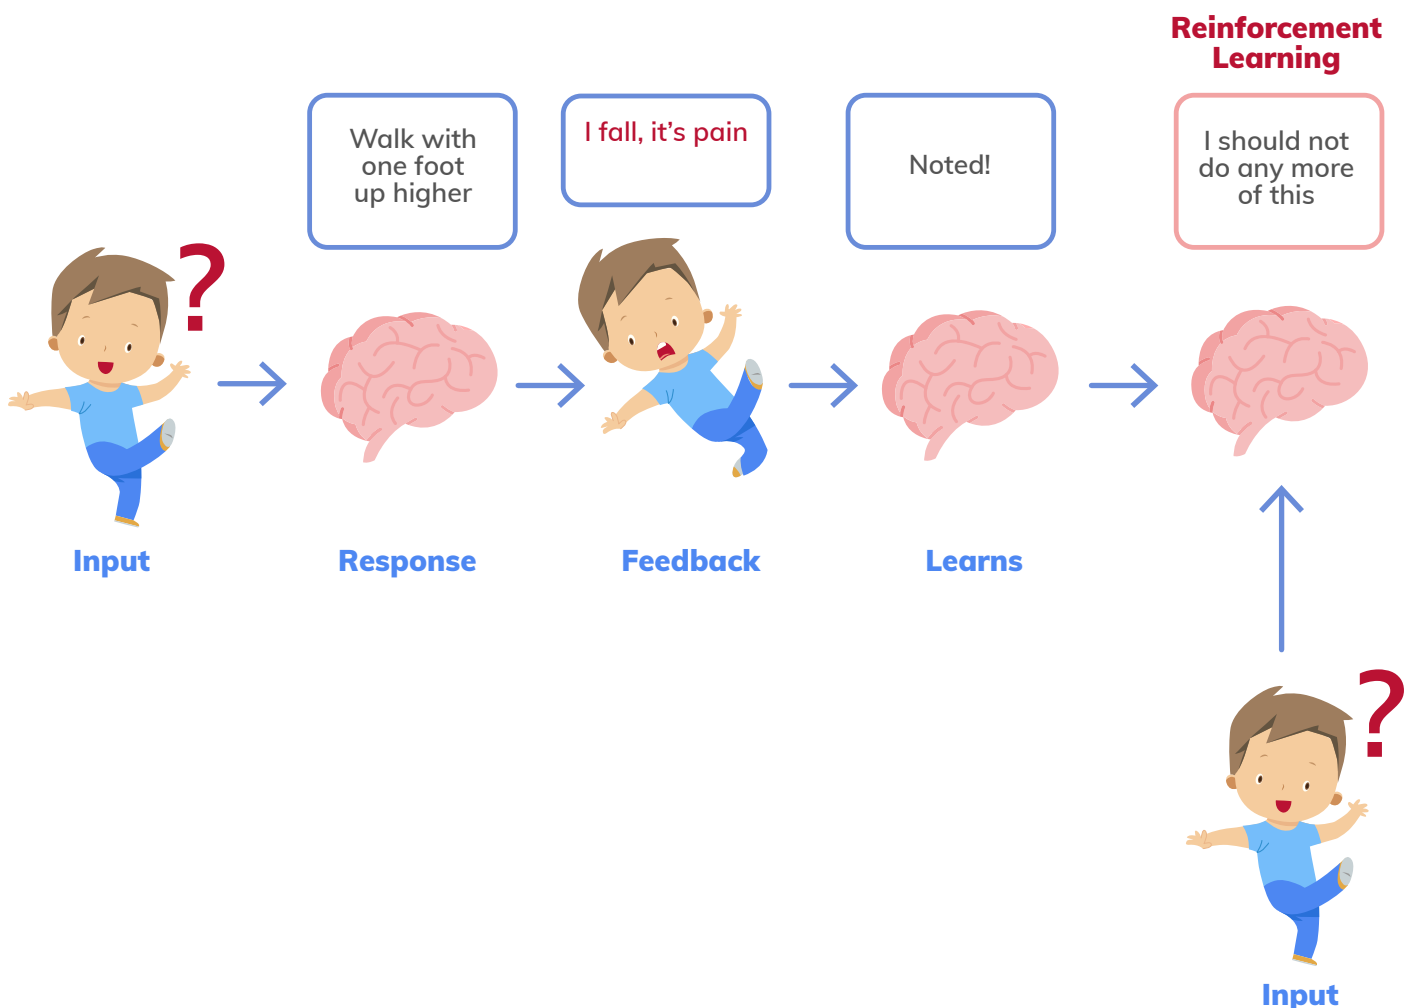 Reinforcement
Learning
Walk with
one foot
up higher
I fall, it's pain
Noted!
I should not
do any more
of this
?
Input
Response
Feedback
Learns
?
Input